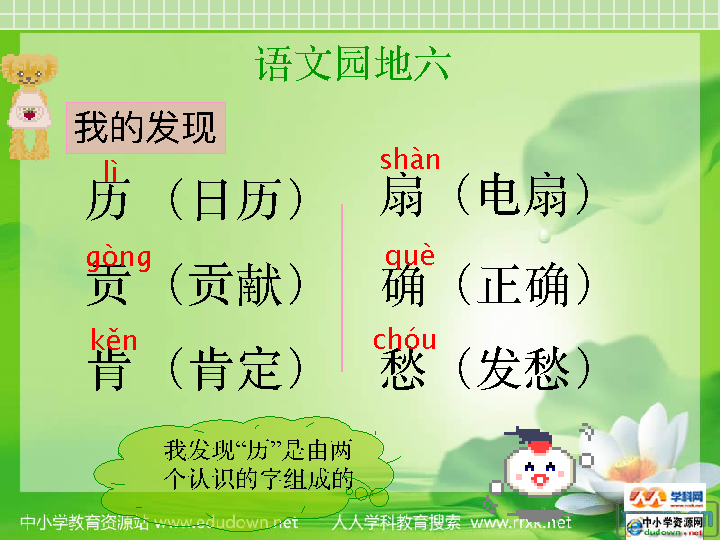 语文园地六
我的发现
lì
历（日历）
shàn
扇（电扇）
gòng
贡（贡献）
què
确（正确）
kěn
肯（肯定）
chóu
愁（发愁）
我发现“历”是由两
个认识的字组成的
中小学教育资源站 www.edudown.net 人人学科教育搜索 www.rrxk.net
学科网
www.rrxk.net
中小学资源网
edudown.net